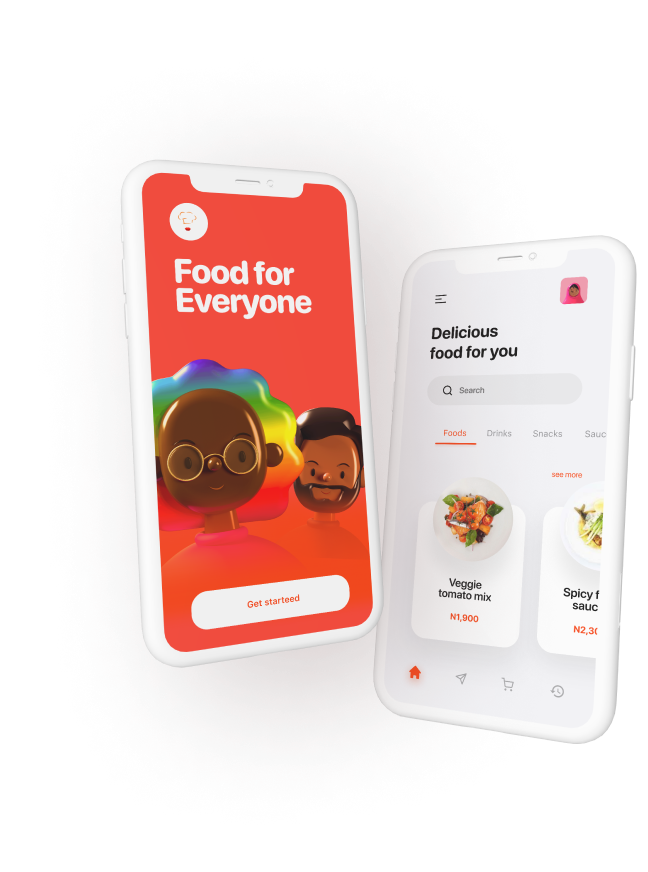 Food for
Everyone
Get starteed
Delicious
food for you
Search
Foods Drinks Snacks Sauc
see more
Veggie
tomato mix
N1,900
Spicy f
sauc
N2,30